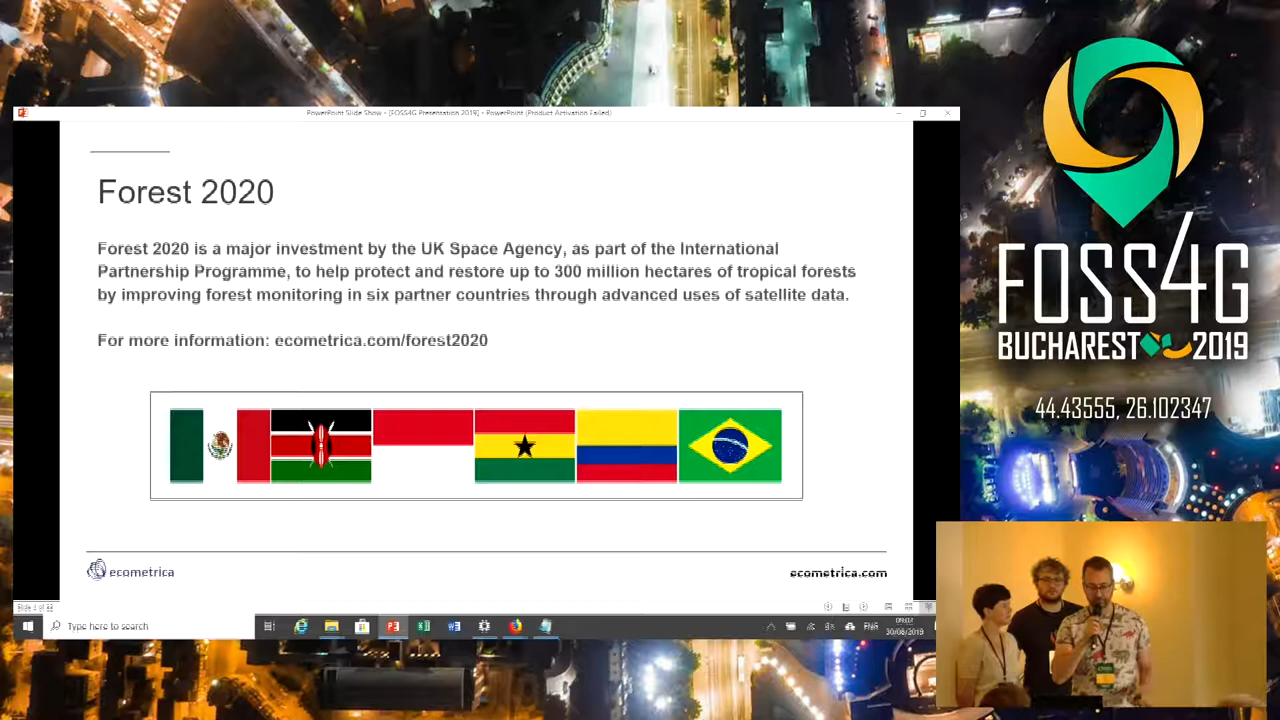 PowerPoint Slide Show - [FOSS4G Presentation 2019] - PowerPoint (Product Activation Failed)
Forest 2020
Forest 2020 is a major investment by the UK Space Agency, as part of the International
Partnership Programme, to help protect and restore up to 300 million hectares of tropical forests
by improving forest monitoring in six partner countries through advanced uses of satellite data.
For more information: ecometrica.com/forest2020
ecometrica
ecometrica.com
Type here to search
30/08/2019
FOSS4G
BUCHAREST 2019
44.43555, 26.102347